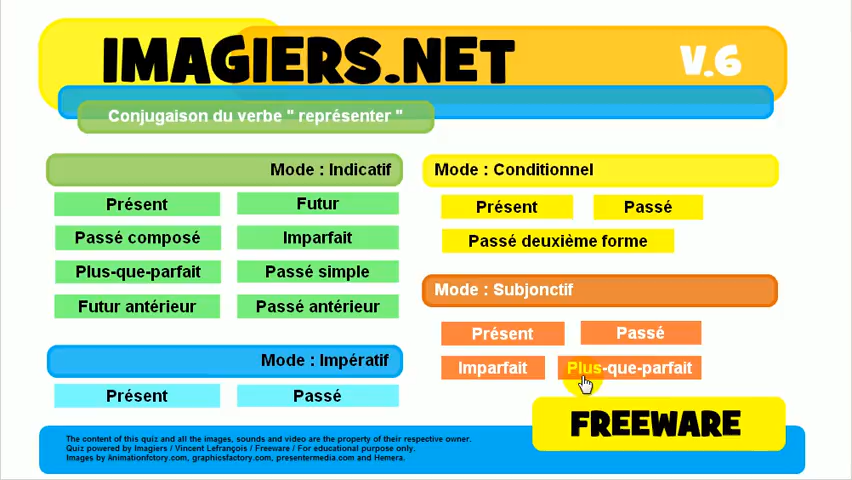 IMAGIERS.NET
V.6
Conjugaison du verbe " représenter "
Mode : Indicatif
Présent
Futur
Passé composé
Imparfait
Plus-que-parfait
Passé simple
Futur antérieur
Passé antérieur
Mode : Impératif
Présent
Passé
Mode : Conditionnel
Présent
Passé
Passé deuxième forme
Mode : Subjonctif
Présent
Passé
Imparfait
Plus-que-parfait
FREEWARE
The content of this quiz and all the images, sounds and video are the property of their respective owner.
Quiz powered by Imagiers / Vincent Lefrançois / Freeware / For educational purpose only.
Images by Animationfctory.com, graphicsfactory.com, presentermedia.com and Hemera.